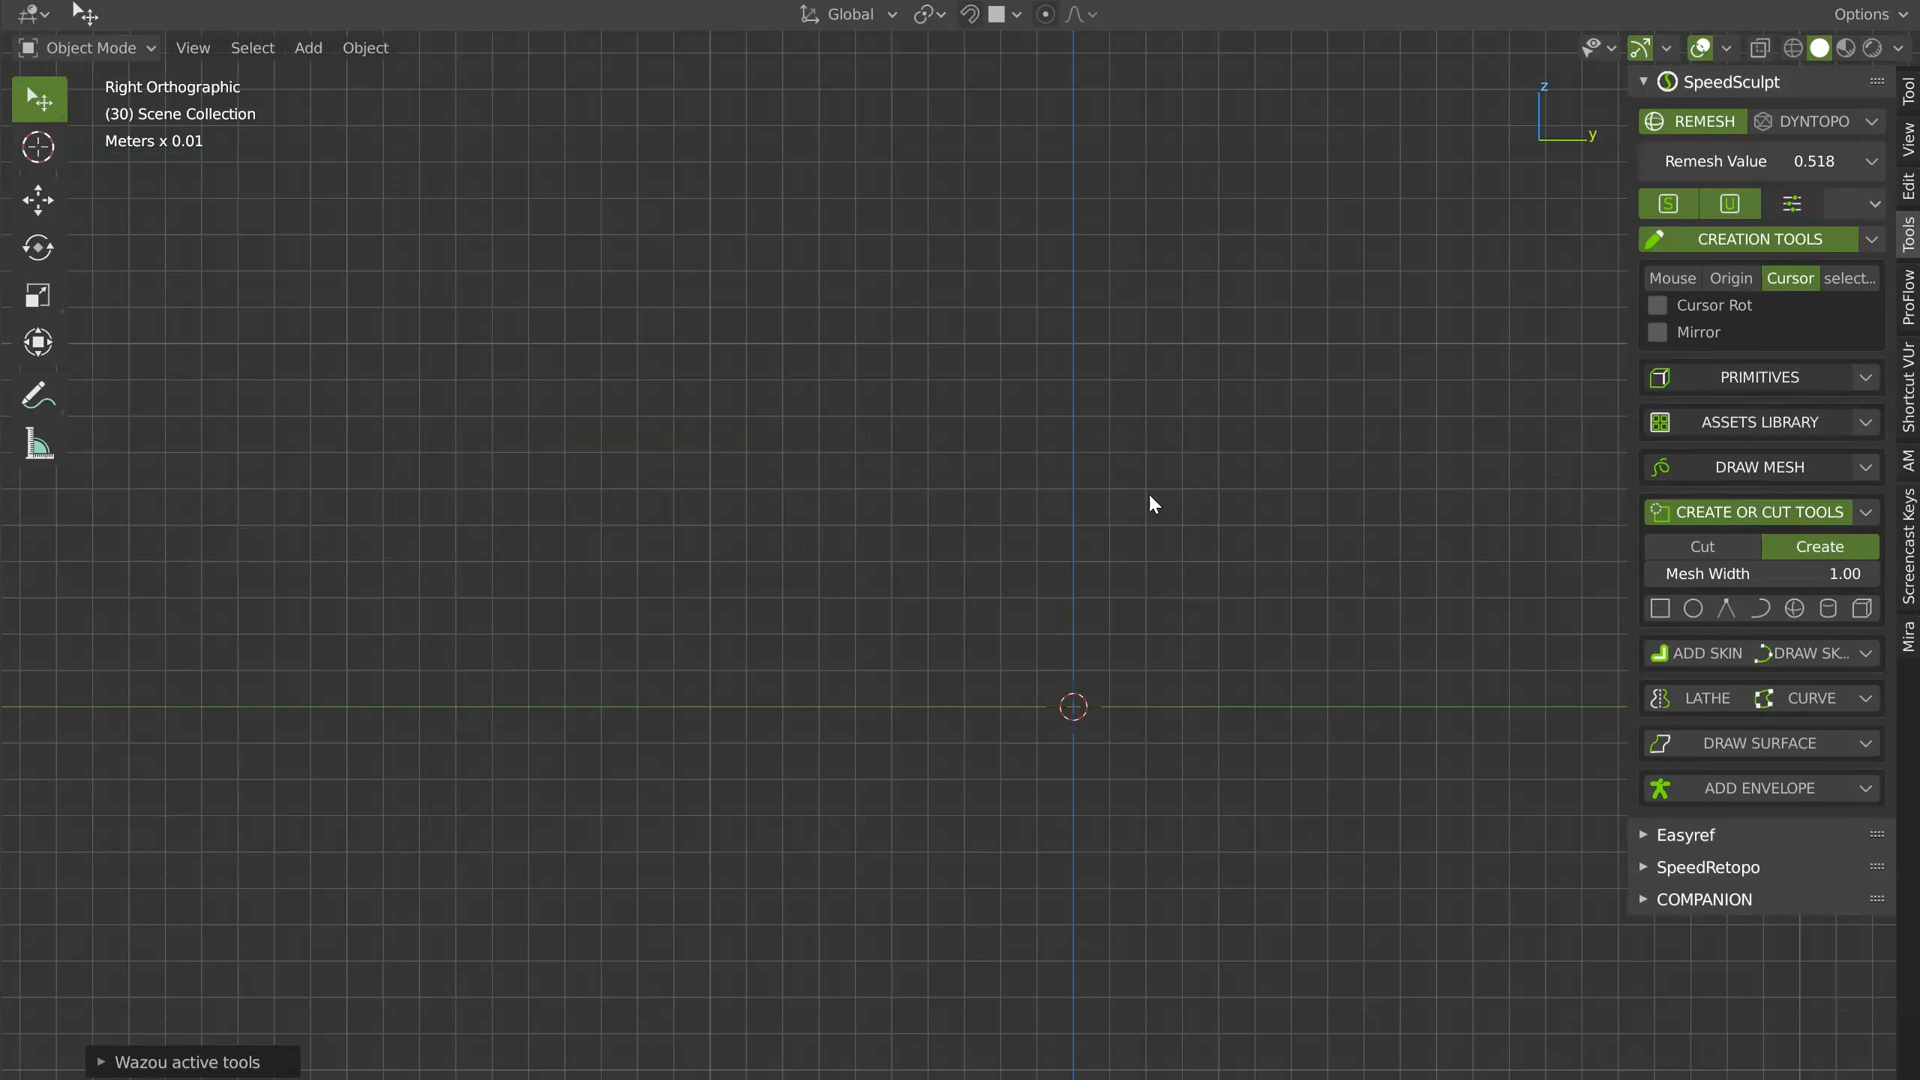 Global
Options
Object Mode View Select Add Object
Right Orthographic
(30) Scene Collection
Meters x 0.01
z
y
SpeedSculpt
REMESH DYNTOPO
Remesh Value 0.518
S U
CREATION TOOLS
Mouse Origin Cursor select...
Cursor Rot
Mirror
PRIMITIVES
ASSETS LIBRARY
DRAW MESH
CREATE OR CUT TOOLS
Cut Create
Mesh Width 1.00
ADD SKIN DRAW SK...
LATHE CURVE
DRAW SURFACE
ADD ENVELOPE
Easyref
SpeedRetopo
COMPANION
Tool
View
Edit
Tools
ProFlow
Shortcut VUr
AM
Screencast Keys
Mira
Wazou active tools